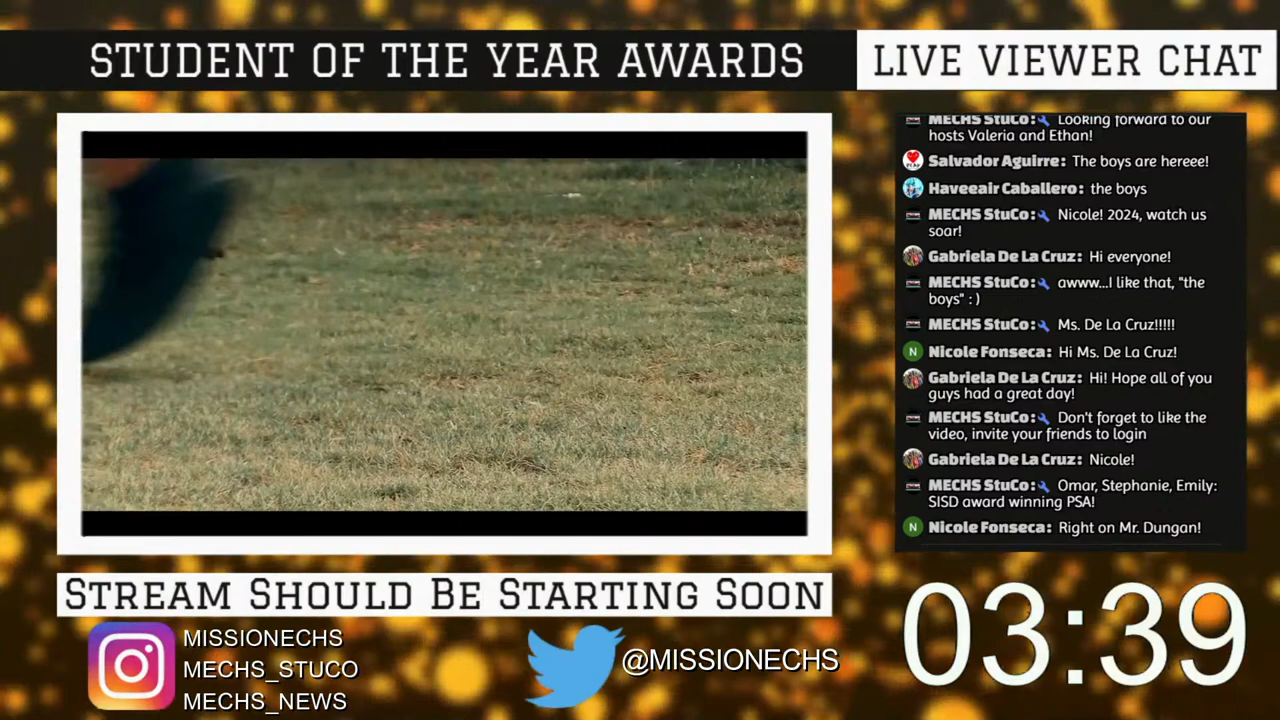 STUDENT OF THE YEAR AWARDS
LIVE VIEWER CHAT
MECHS StuCo: Looking forward to our
hosts Valeria and Ethan!
Salvador Aguirre: The boys are hereee!
Haveeair Caballero: the boys
MECHS StuCo: Nicole! 2024, watch us
soar!
Gabriela De La Cruz: Hi everyone!
MECHS StuCo: awww...I like that, "the
boys" : )
MECHS StuCo: Ms. De La Cruz!!!!!
N Nicole Fonseca: Hi Ms. De La Cruz!
Gabriela De La Cruz: Hi! Hope all of you
guys had a great day!
MECHS StuCo: Don't forget to like the
video, invite your friends to login
Gabriela De La Cruz: Nicole!
MECHS StuCo: Omar, Stephanie, Emily:
SISD award winning PSA!
N Nicole Fonseca: Right on Mr. Dungan!
STREAM SHOULD BE STARTING SOON
03:39
MISSIONECHS
MECHS_STUCO
MECHS_NEWS
@MISSIONECHS